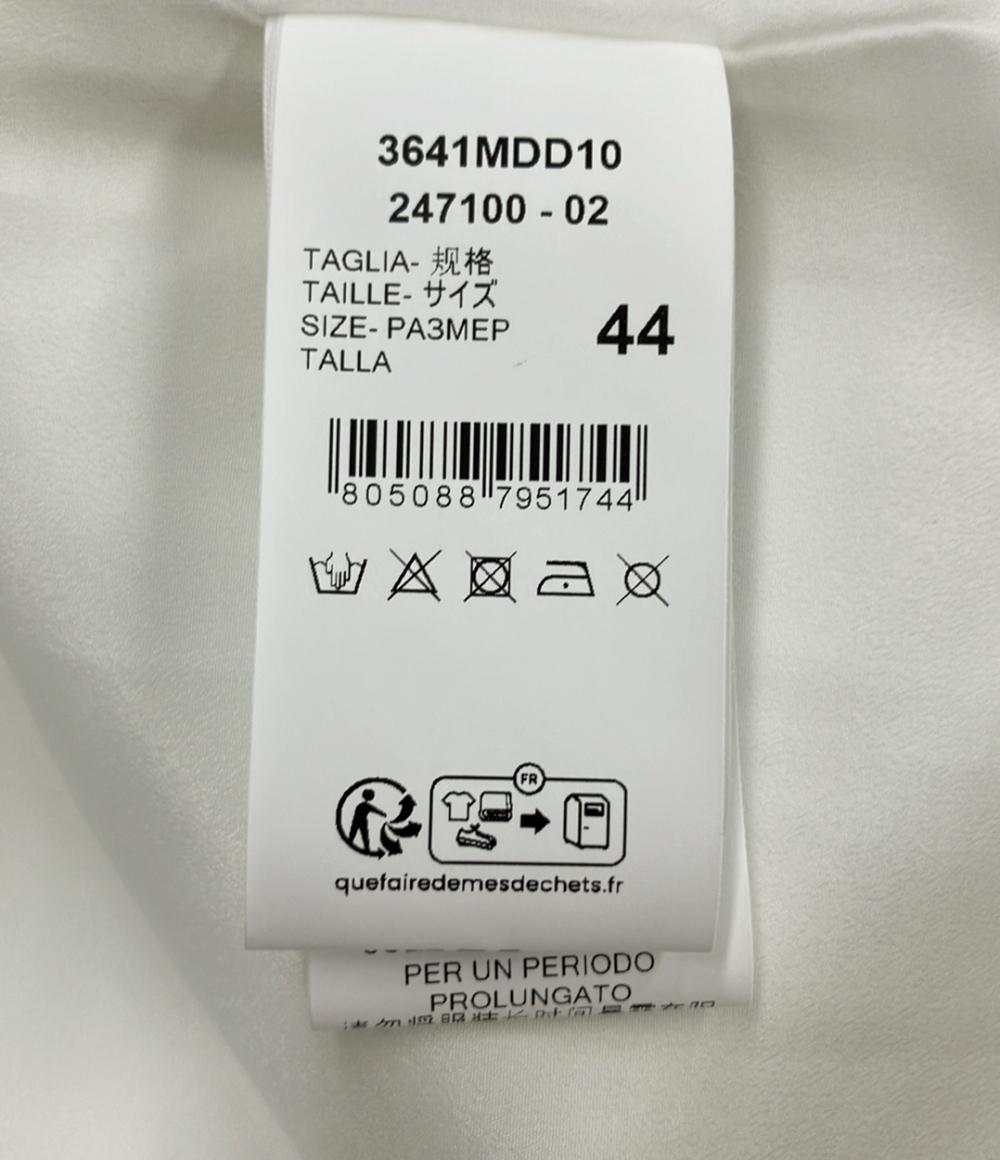 3641MDD10
247100 - 02
TAGLIA- 规格
TAILLE- サイズ
SIZE- РАЗМЕР
TALLA
44
805088 7951744
FR
quefairedemesdechets.fr
PER UN PERIODO
PROLUNGATO